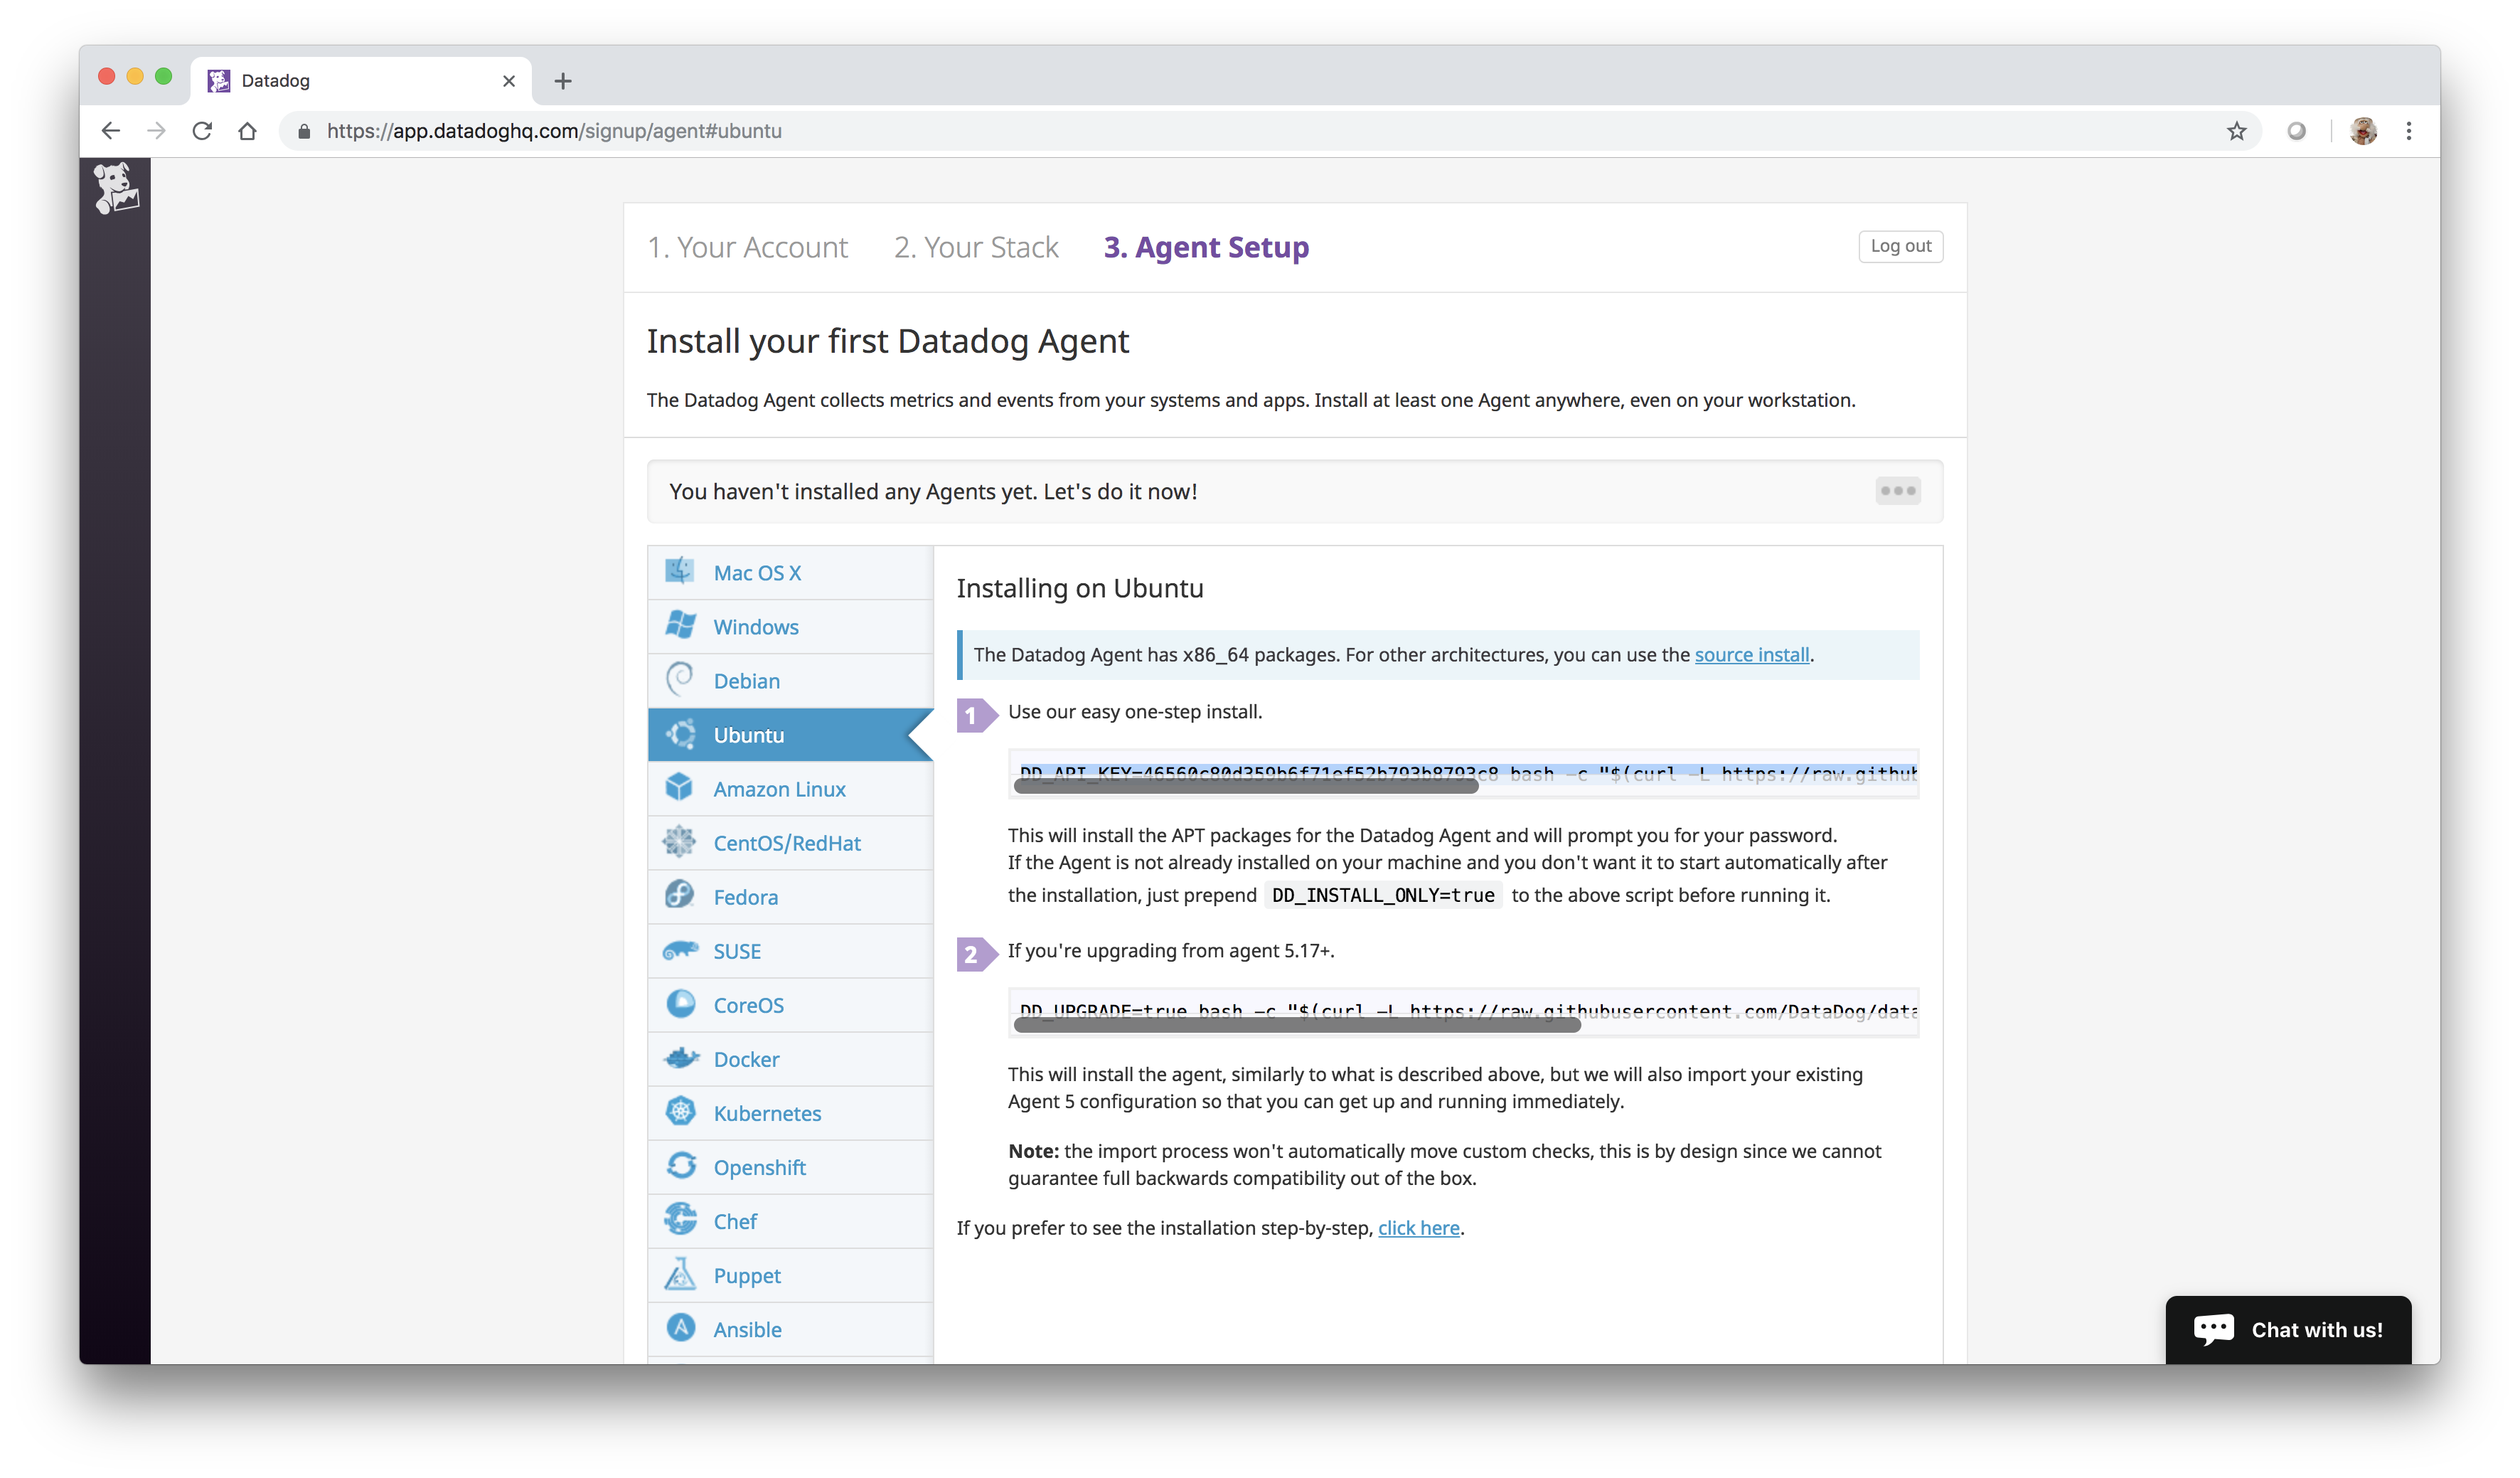 Datadog
https://app.datadoghq.com/signup/agent#ubuntu
1. Your Account
2. Your Stack
3. Agent Setup
Log out
Install your first Datadog Agent
The Datadog Agent collects metrics and events from your systems and apps. Install at least one Agent anywhere, even on your workstation.
You haven't installed any Agents yet. Let's do it now!
Mac OS X
Windows
Debian
Ubuntu
Amazon Linux
CentOS/RedHat
Fedora
SUSE
CoreOS
Docker
Kubernetes
Openshift
Chef
Puppet
Ansible
Installing on Ubuntu
The Datadog Agent has x86_64 packages. For other architectures, you can use the source install.
1 Use our easy one-step install.
DD_API_KEY=46560c80d359b6f71ef52b793b8793c8 bash -c "$(curl -L https://raw.github
This will install the APT packages for the Datadog Agent and will prompt you for your password.
If the Agent is not already installed on your machine and you don't want it to start automatically after
the installation, just prepend DD_INSTALL_ONLY=true to the above script before running it.
2 If you're upgrading from agent 5.17+.
DD_UPGRADE=true bash -c "$(curl -L https://raw.githubusercontent.com/DataDog/data
This will install the agent, similarly to what is described above, but we will also import your existing
Agent 5 configuration so that you can get up and running immediately.
Note: the import process won't automatically move custom checks, this is by design since we cannot
guarantee full backwards compatibility out of the box.
If you prefer to see the installation step-by-step, click here.
Chat with us!